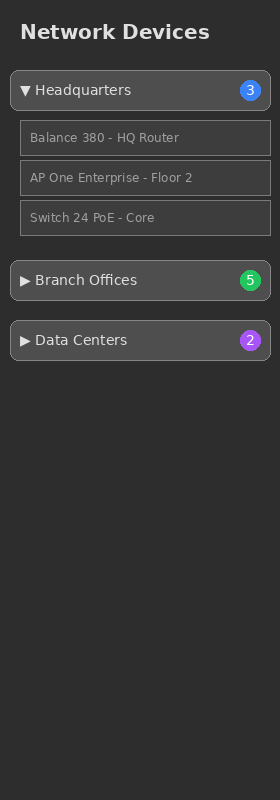 Network Devices
▼ Headquarters 3
Balance 380 - HQ Router
AP One Enterprise - Floor 2
Switch 24 PoE - Core
▶ Branch Offices 5
▶ Data Centers 2